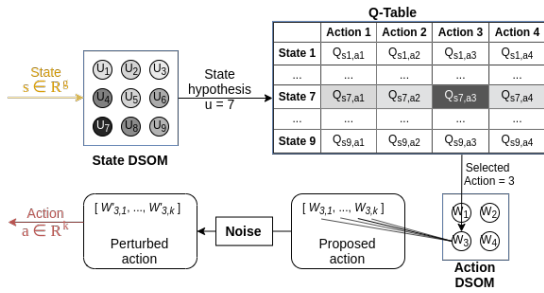 Q-Table
Action 1 Action 2 Action 3 Action 4
State 1 Qs1,a1 Qs1,a2 Qs1,a3 Qs1,a4
... ... ... ... ...
State 7 Qs7,a1 Qs7,a2 Qs7,a3 Qs7,a4
... ... ... ... ...
State 9 Qs9,a1 Qs9,a2 Qs9,a3 Qs9,a4
State
s ∈ Rᵍ
U1 U2 U3
U4 U5 U6
U7 U8 U9
State DSOM
State
hypothesis
u = 7
Selected
Action = 3
W1 W2
W3 W4
Action
DSOM
[ W3,1, ..., W3,k ]
Proposed
action
Noise
[ W'3,1, ..., W'3,k ]
Perturbed
action
Action
a ∈ Rᵏ